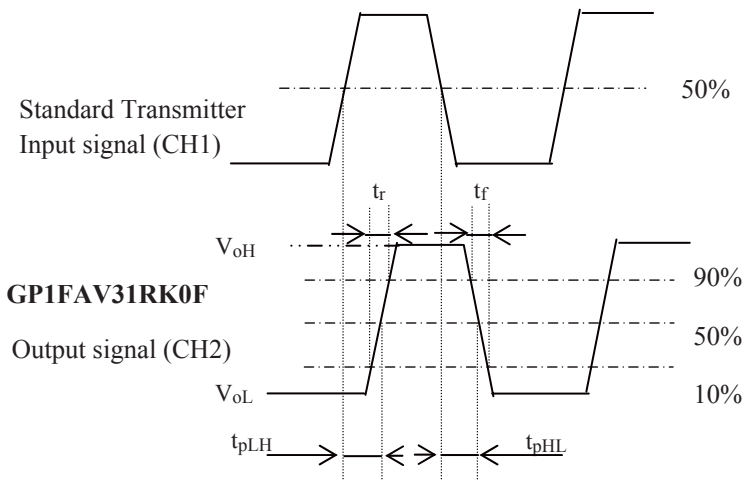 50%
Standard Transmitter
Input signal (CH1)
tr tf
VoH
90%
GP1FAV31RK0F
50%
Output signal (CH2)
VoL 10%
tpLH tpHL